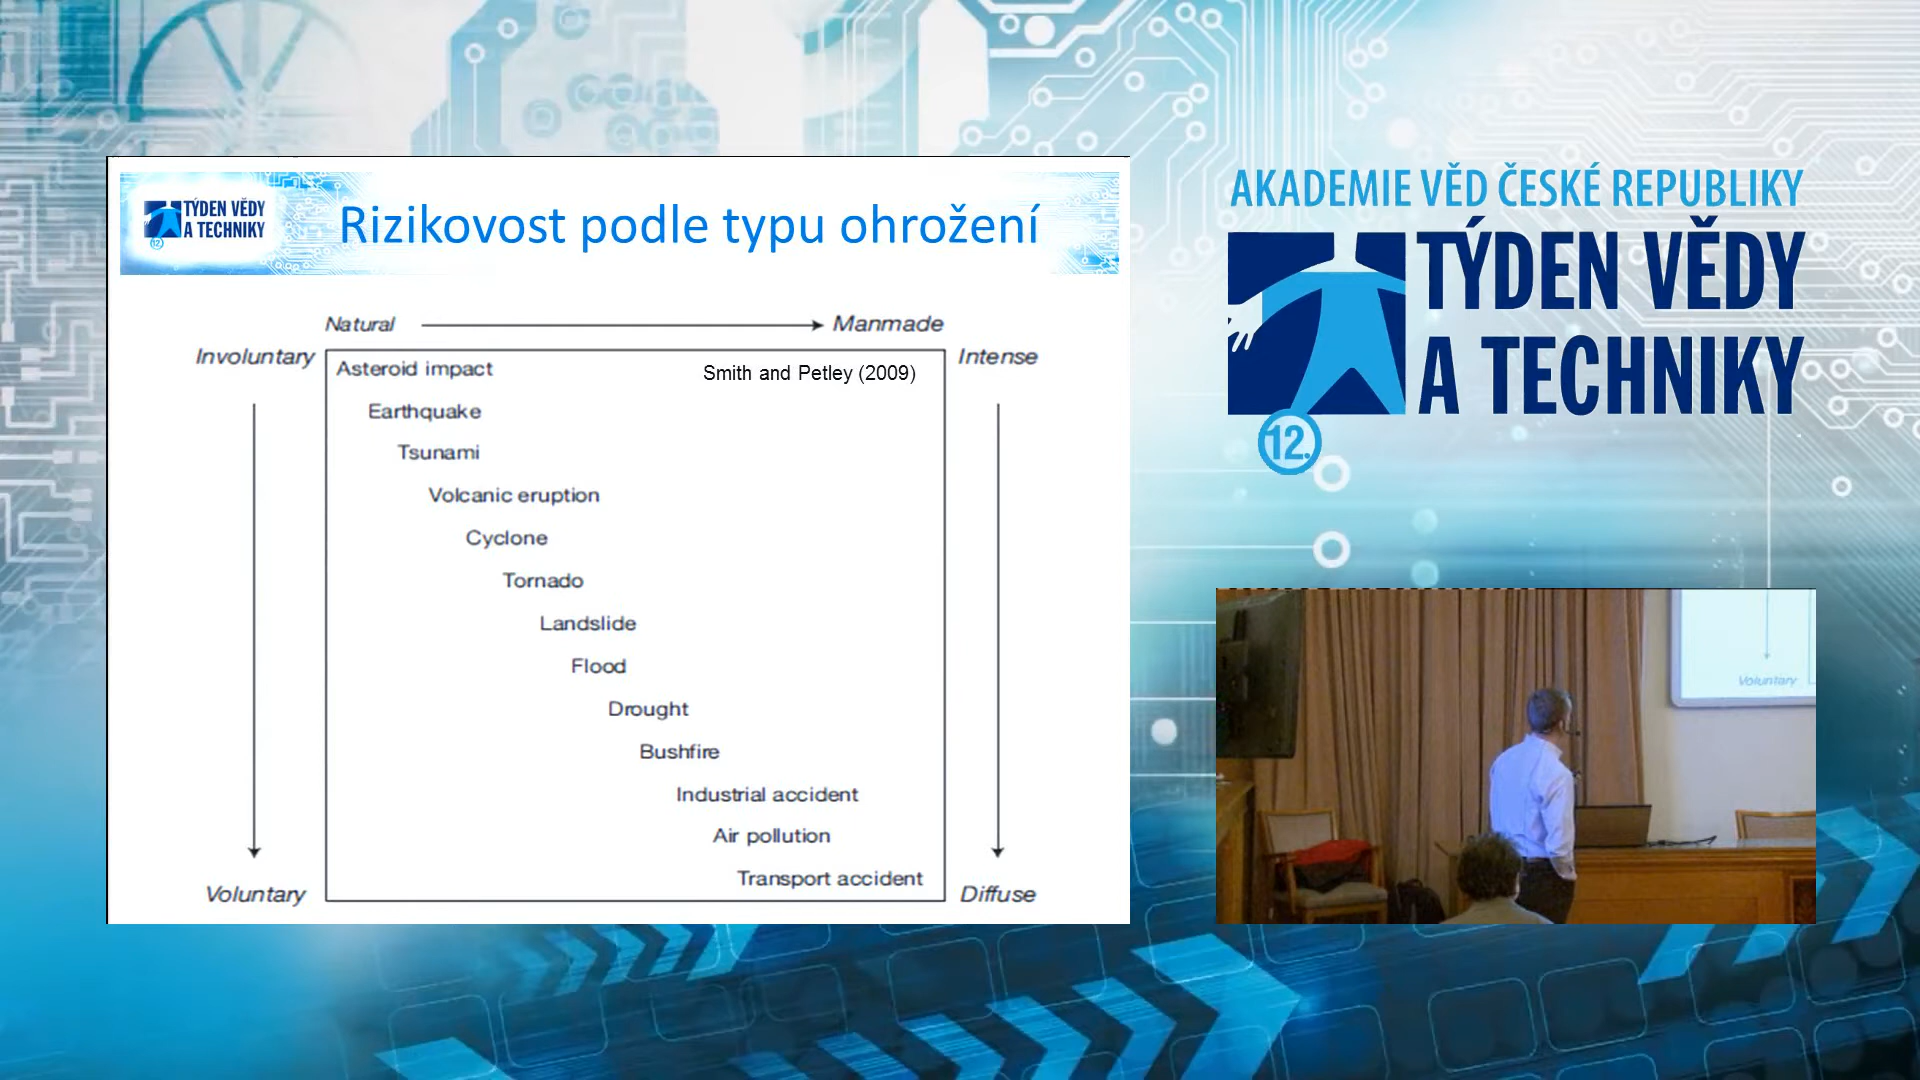 TÝDEN VĚDY
A TECHNIKY
12.
Rizikovost podle typu ohrožení
Natural
Manmade
Involuntary
Intense
Asteroid impact
Smith and Petley (2009)
Earthquake
Tsunami
Volcanic eruption
Cyclone
Tornado
Landslide
Flood
Drought
Bushfire
Industrial accident
Air pollution
Transport accident
Voluntary
Diffuse
AKADEMIE VĚD ČESKÉ REPUBLIKY
TÝDEN VĚDY
A TECHNIKY
12.
Voluntary